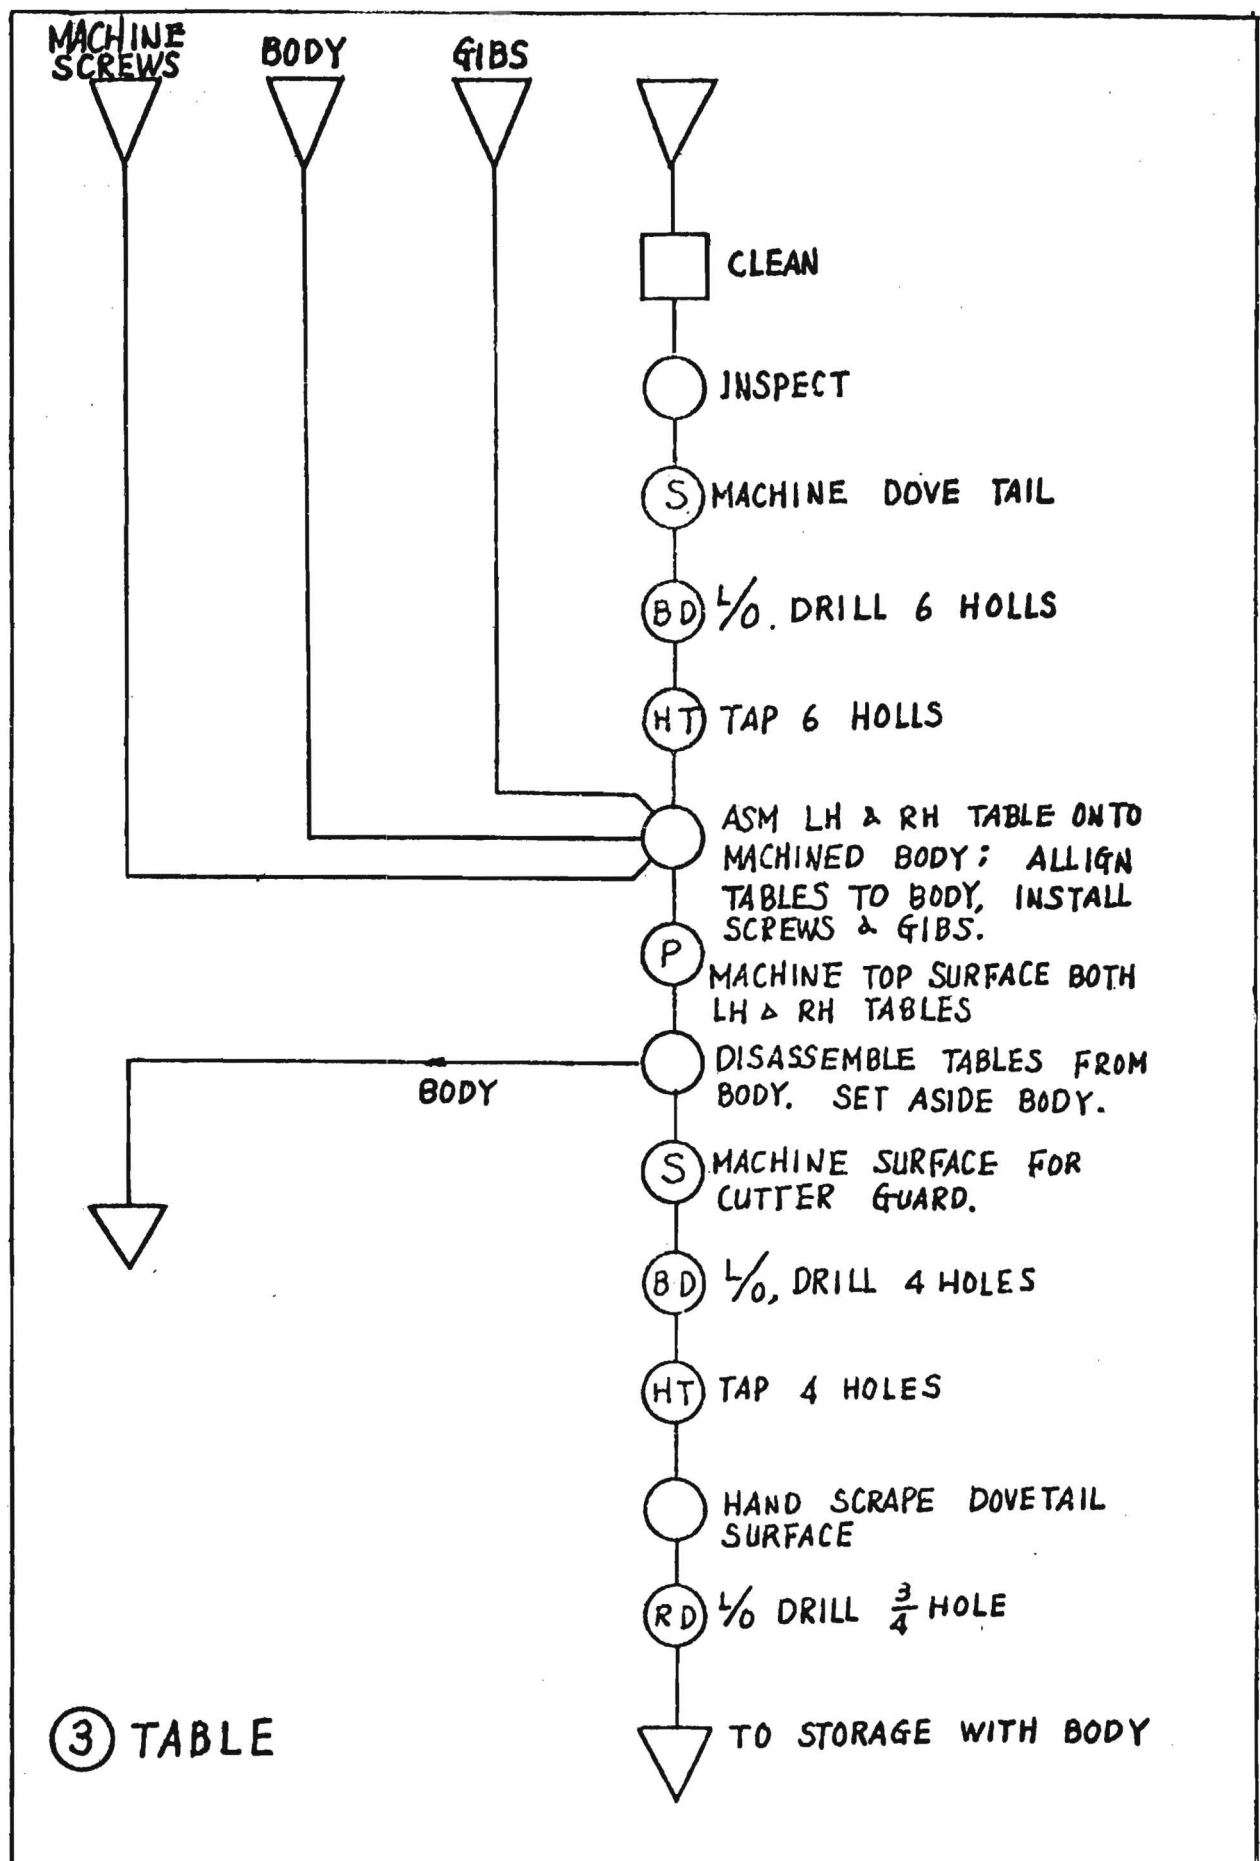 MACHINE
SCREWS
BODY
GIBS
CLEAN
INSPECT
S MACHINE DOVE TAIL
BD L/O. DRILL 6 HOLLS
HT TAP 6 HOLLS
ASM LH & RH TABLE ONTO
MACHINED BODY; ALLIGN
TABLES TO BODY, INSTALL
SCREWS & GIBS.
P
MACHINE TOP SURFACE BOTH
LH & RH TABLES
DISASSEMBLE TABLES FROM
BODY. SET ASIDE BODY.
BODY
S MACHINE SURFACE FOR
CUTTER GUARD.
BD L/O, DRILL 4 HOLES
HT TAP 4 HOLES
HAND SCRAPE DOVETAIL
SURFACE
RD L/O DRILL 3/4 HOLE
3 TABLE
TO STORAGE WITH BODY